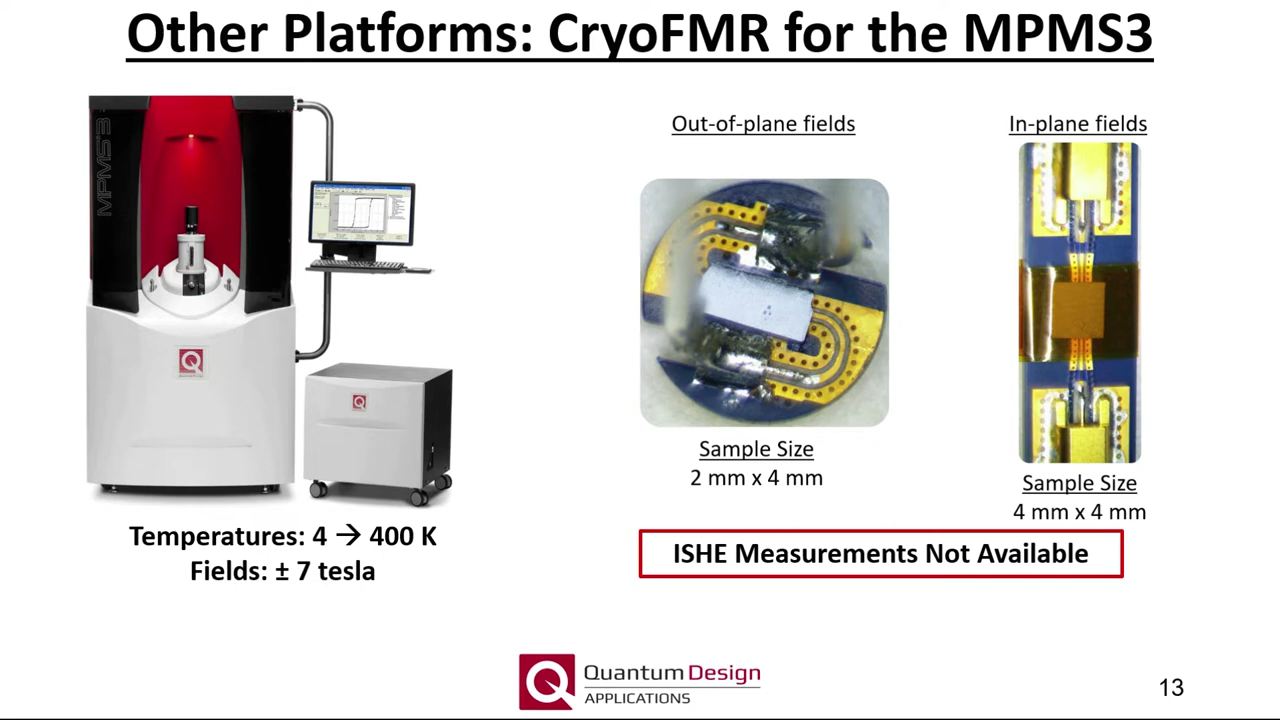 Other Platforms: CryoFMR for the MPMS3
MPMS3
Out-of-plane fields
In-plane fields
Sample Size
2 mm x 4 mm
Sample Size
4 mm x 4 mm
Temperatures: 4 → 400 K
Fields: ± 7 tesla
ISHE Measurements Not Available
Quantum Design
APPLICATIONS
13